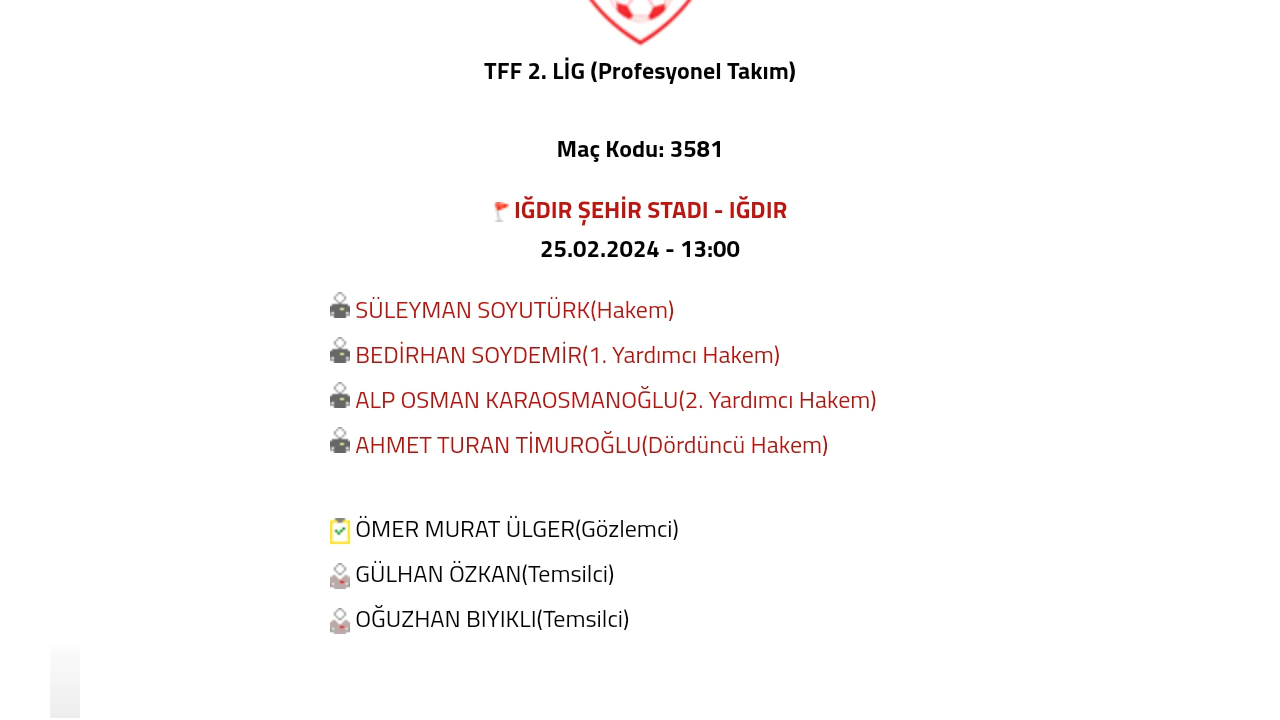 TFF 2. LİG (Profesyonel Takım)
Maç Kodu: 3581
IĞDIR ŞEHİR STADI - IĞDIR
25.02.2024 - 13:00
SÜLEYMAN SOYUTÜRK(Hakem)
BEDİRHAN SOYDEMİR(1. Yardımcı Hakem)
ALP OSMAN KARAOSMANOĞLU(2. Yardımcı Hakem)
AHMET TURAN TİMUROĞLU(Dördüncü Hakem)
ÖMER MURAT ÜLGER(Gözlemci)
GÜLHAN ÖZKAN(Temsilci)
OĞUZHAN BIYIKLI(Temsilci)